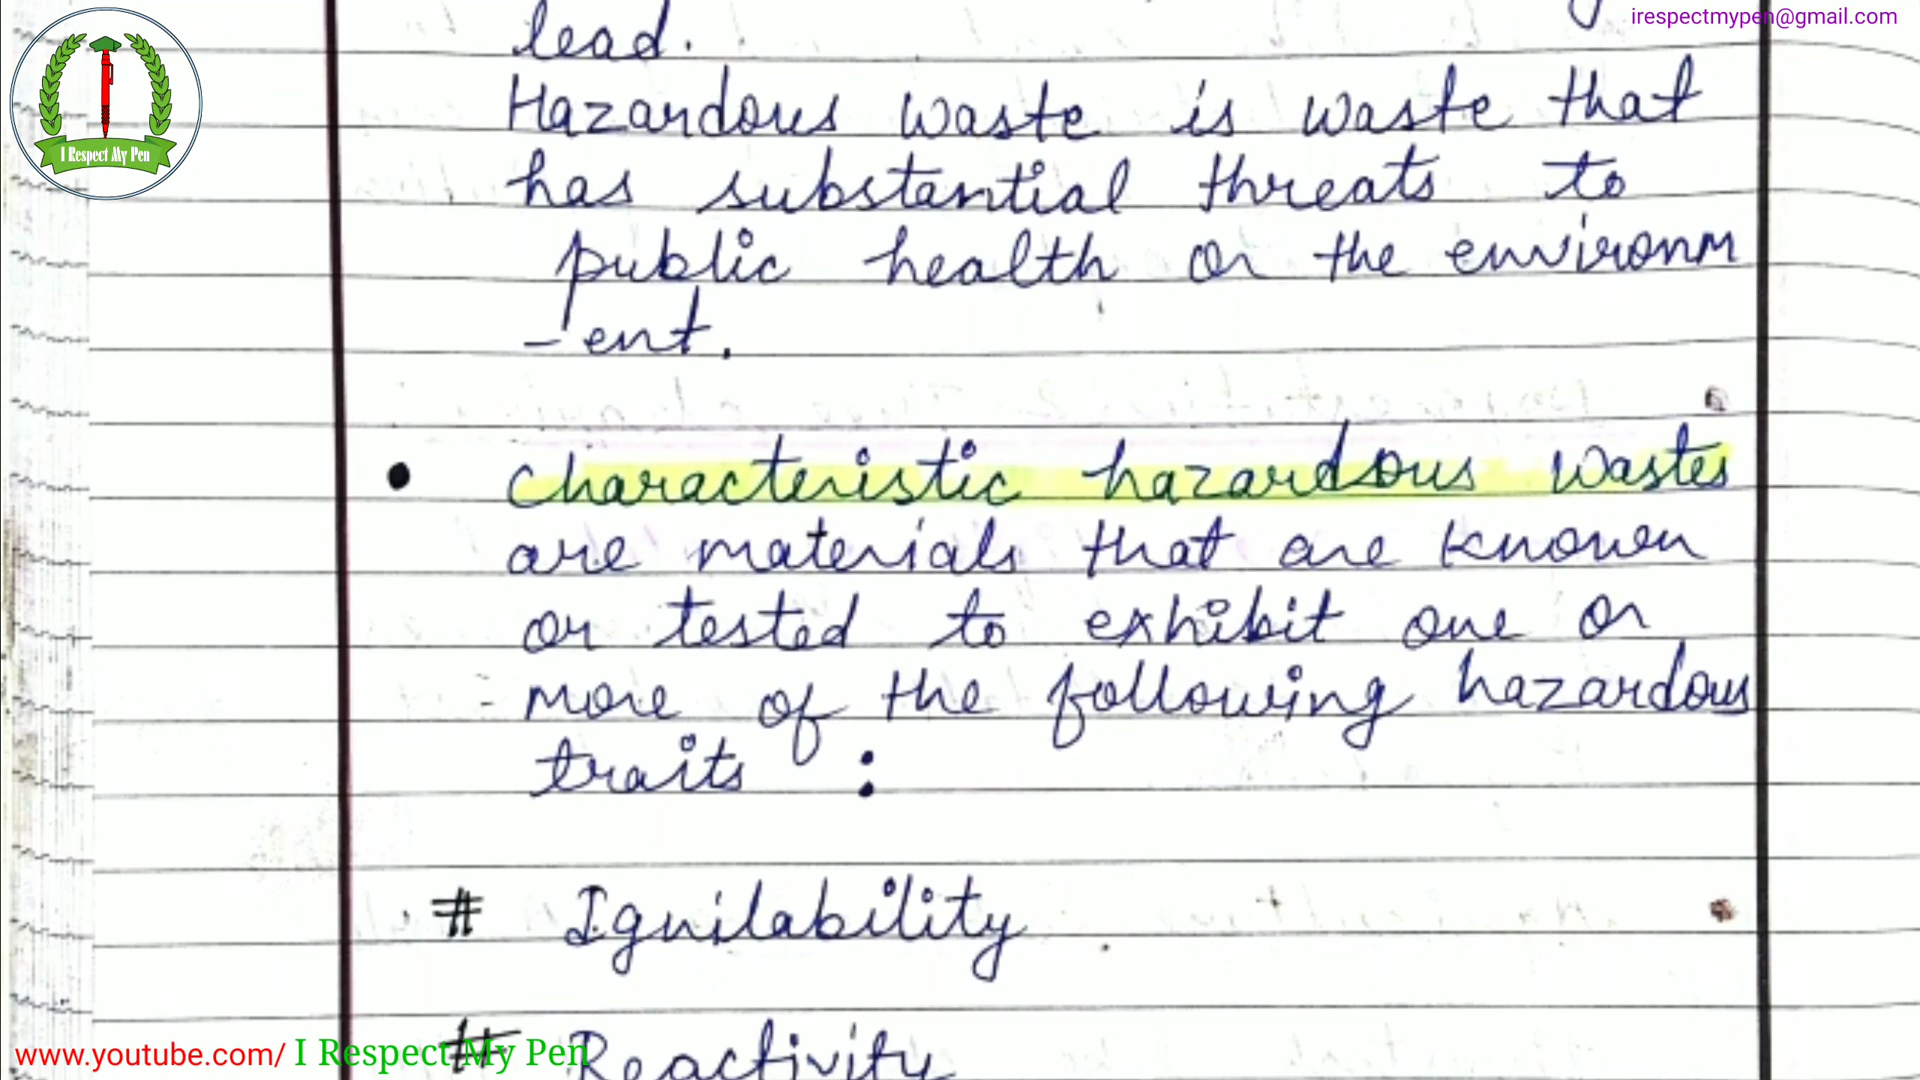 irespectmypen@gmail.com
I Respect My Pen
lead.
Hazardous waste is waste that
has substantial threats to
public health or the environm
-ent.
• Characteristic hazardous wastes
are materials that are known
or tested to exhibit one or
more of the following hazardous
traits :
# Ignilability
# Reactivity
www.youtube.com/ I Respect My Pen